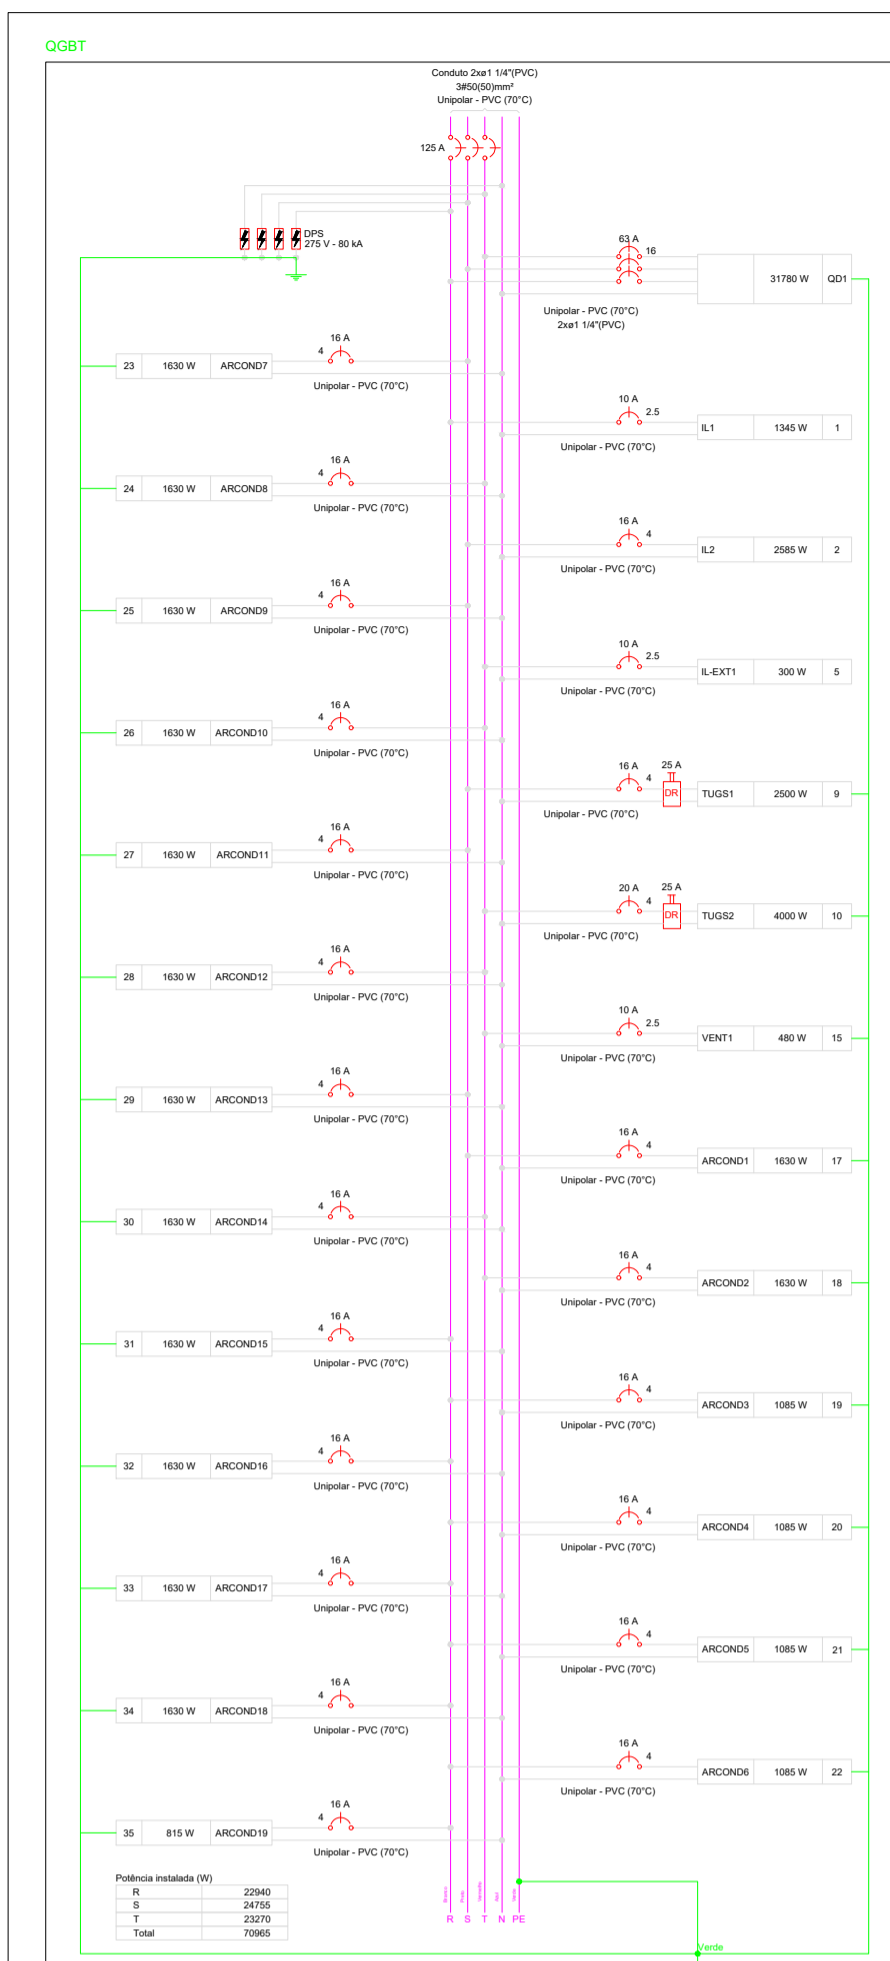 QGBT
Conduto 2xø1 1/4"(PVC)
3#50(50)mm²
Unipolar - PVC (70°C)
125 A
DPS
275 V - 80 kA
63 A
16
31780 W QD1
Unipolar - PVC (70°C)
2xø1 1/4"(PVC)
16 A
4
23 1630 W ARCOND7
Unipolar - PVC (70°C)
10 A
2.5
IL1 1345 W 1
Unipolar - PVC (70°C)
16 A
4
24 1630 W ARCOND8
Unipolar - PVC (70°C)
16 A
4
IL2 2585 W 2
Unipolar - PVC (70°C)
16 A
4
25 1630 W ARCOND9
Unipolar - PVC (70°C)
10 A
2.5
IL-EXT1 300 W 5
Unipolar - PVC (70°C)
16 A
4
26 1630 W ARCOND10
Unipolar - PVC (70°C)
16 A
4
25 A
DR
TUGS1 2500 W 9
Unipolar - PVC (70°C)
16 A
4
27 1630 W ARCOND11
Unipolar - PVC (70°C)
20 A
4
25 A
DR
TUGS2 4000 W 10
Unipolar - PVC (70°C)
16 A
4
28 1630 W ARCOND12
Unipolar - PVC (70°C)
10 A
2.5
VENT1 480 W 15
Unipolar - PVC (70°C)
16 A
4
29 1630 W ARCOND13
Unipolar - PVC (70°C)
16 A
4
ARCOND1 1630 W 17
Unipolar - PVC (70°C)
16 A
4
30 1630 W ARCOND14
Unipolar - PVC (70°C)
16 A
4
ARCOND2 1630 W 18
Unipolar - PVC (70°C)
16 A
4
31 1630 W ARCOND15
Unipolar - PVC (70°C)
16 A
4
ARCOND3 1085 W 19
Unipolar - PVC (70°C)
16 A
4
32 1630 W ARCOND16
Unipolar - PVC (70°C)
16 A
4
ARCOND4 1085 W 20
Unipolar - PVC (70°C)
16 A
4
33 1630 W ARCOND17
Unipolar - PVC (70°C)
16 A
4
ARCOND5 1085 W 21
Unipolar - PVC (70°C)
16 A
4
34 1630 W ARCOND18
Unipolar - PVC (70°C)
16 A
4
ARCOND6 1085 W 22
Unipolar - PVC (70°C)
16 A
4
35 815 W ARCOND19
Unipolar - PVC (70°C)
Potência instalada (W)
R 22940
S 24755
T 23270
Total 70965
Branco
Preto
Vermelho
Azul
Verde
R S T N PE
Verde